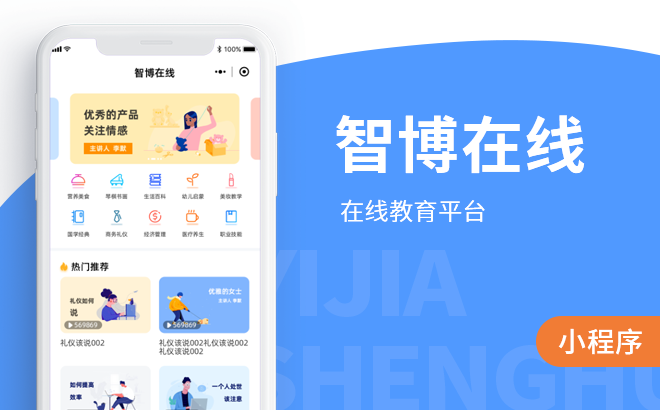 100%
智博在线
优秀的产品
关注情感
主讲人 李默
营养美食
琴棋书画
生活百科
幼儿启蒙
美妆教学
国学经典
商务礼仪
经济管理
医疗养生
职业技能
热门推荐
礼仪如何
说
569869
礼仪该说002
优雅的女士
主讲人 李默
569869
礼仪该说002礼仪该说002
礼仪该说002
如何提高
效率
一个人处世
该注意
智博在线
在线教育平台
YIJIA
SHENGHU
小程序